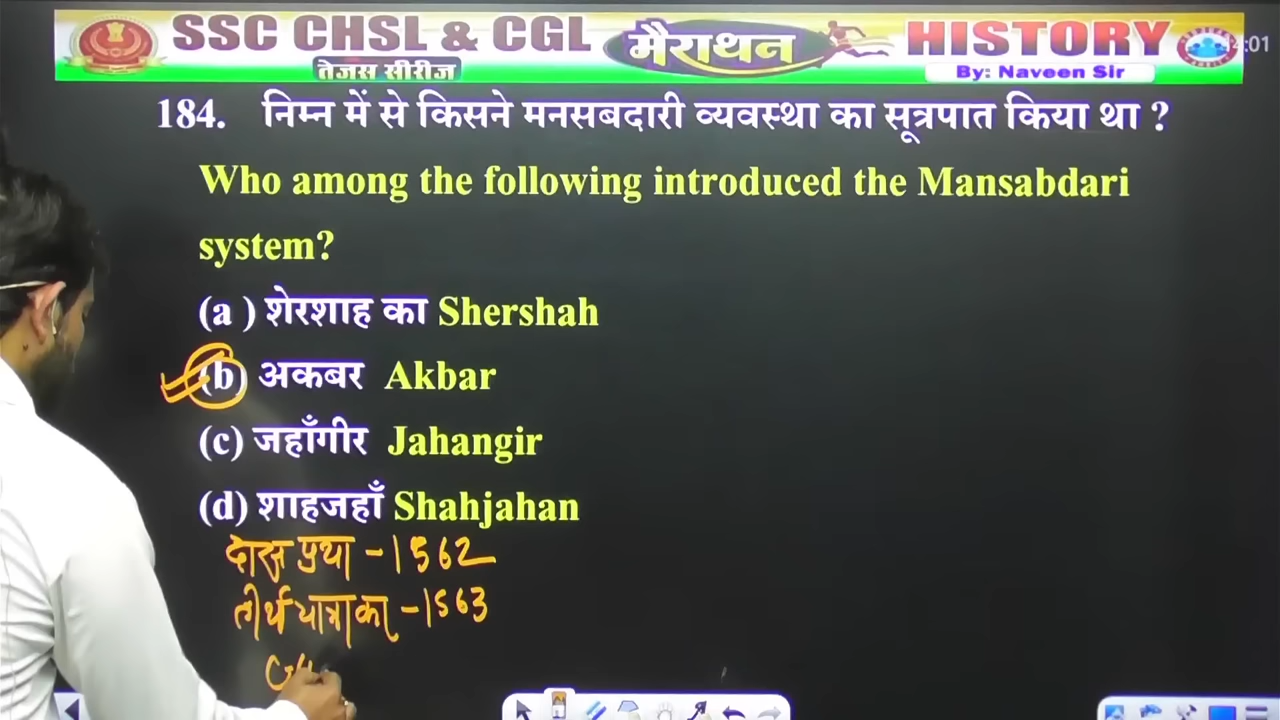 SSC CHSL & CGL मैराथन HISTORY
तेजस सीरीज By: Naveen Sir
184. निम्न में से किसने मनसबदारी व्यवस्था का सूत्रपात किया था ?
Who among the following introduced the Mansabdari
system?
(a ) शेरशाह का Shershah
(b) अकबर Akbar
(c) जहाँगीर Jahangir
(d) शाहजहाँ Shahjahan
दास प्रथा - 1562
तीर्थ यात्रा कर - 1563